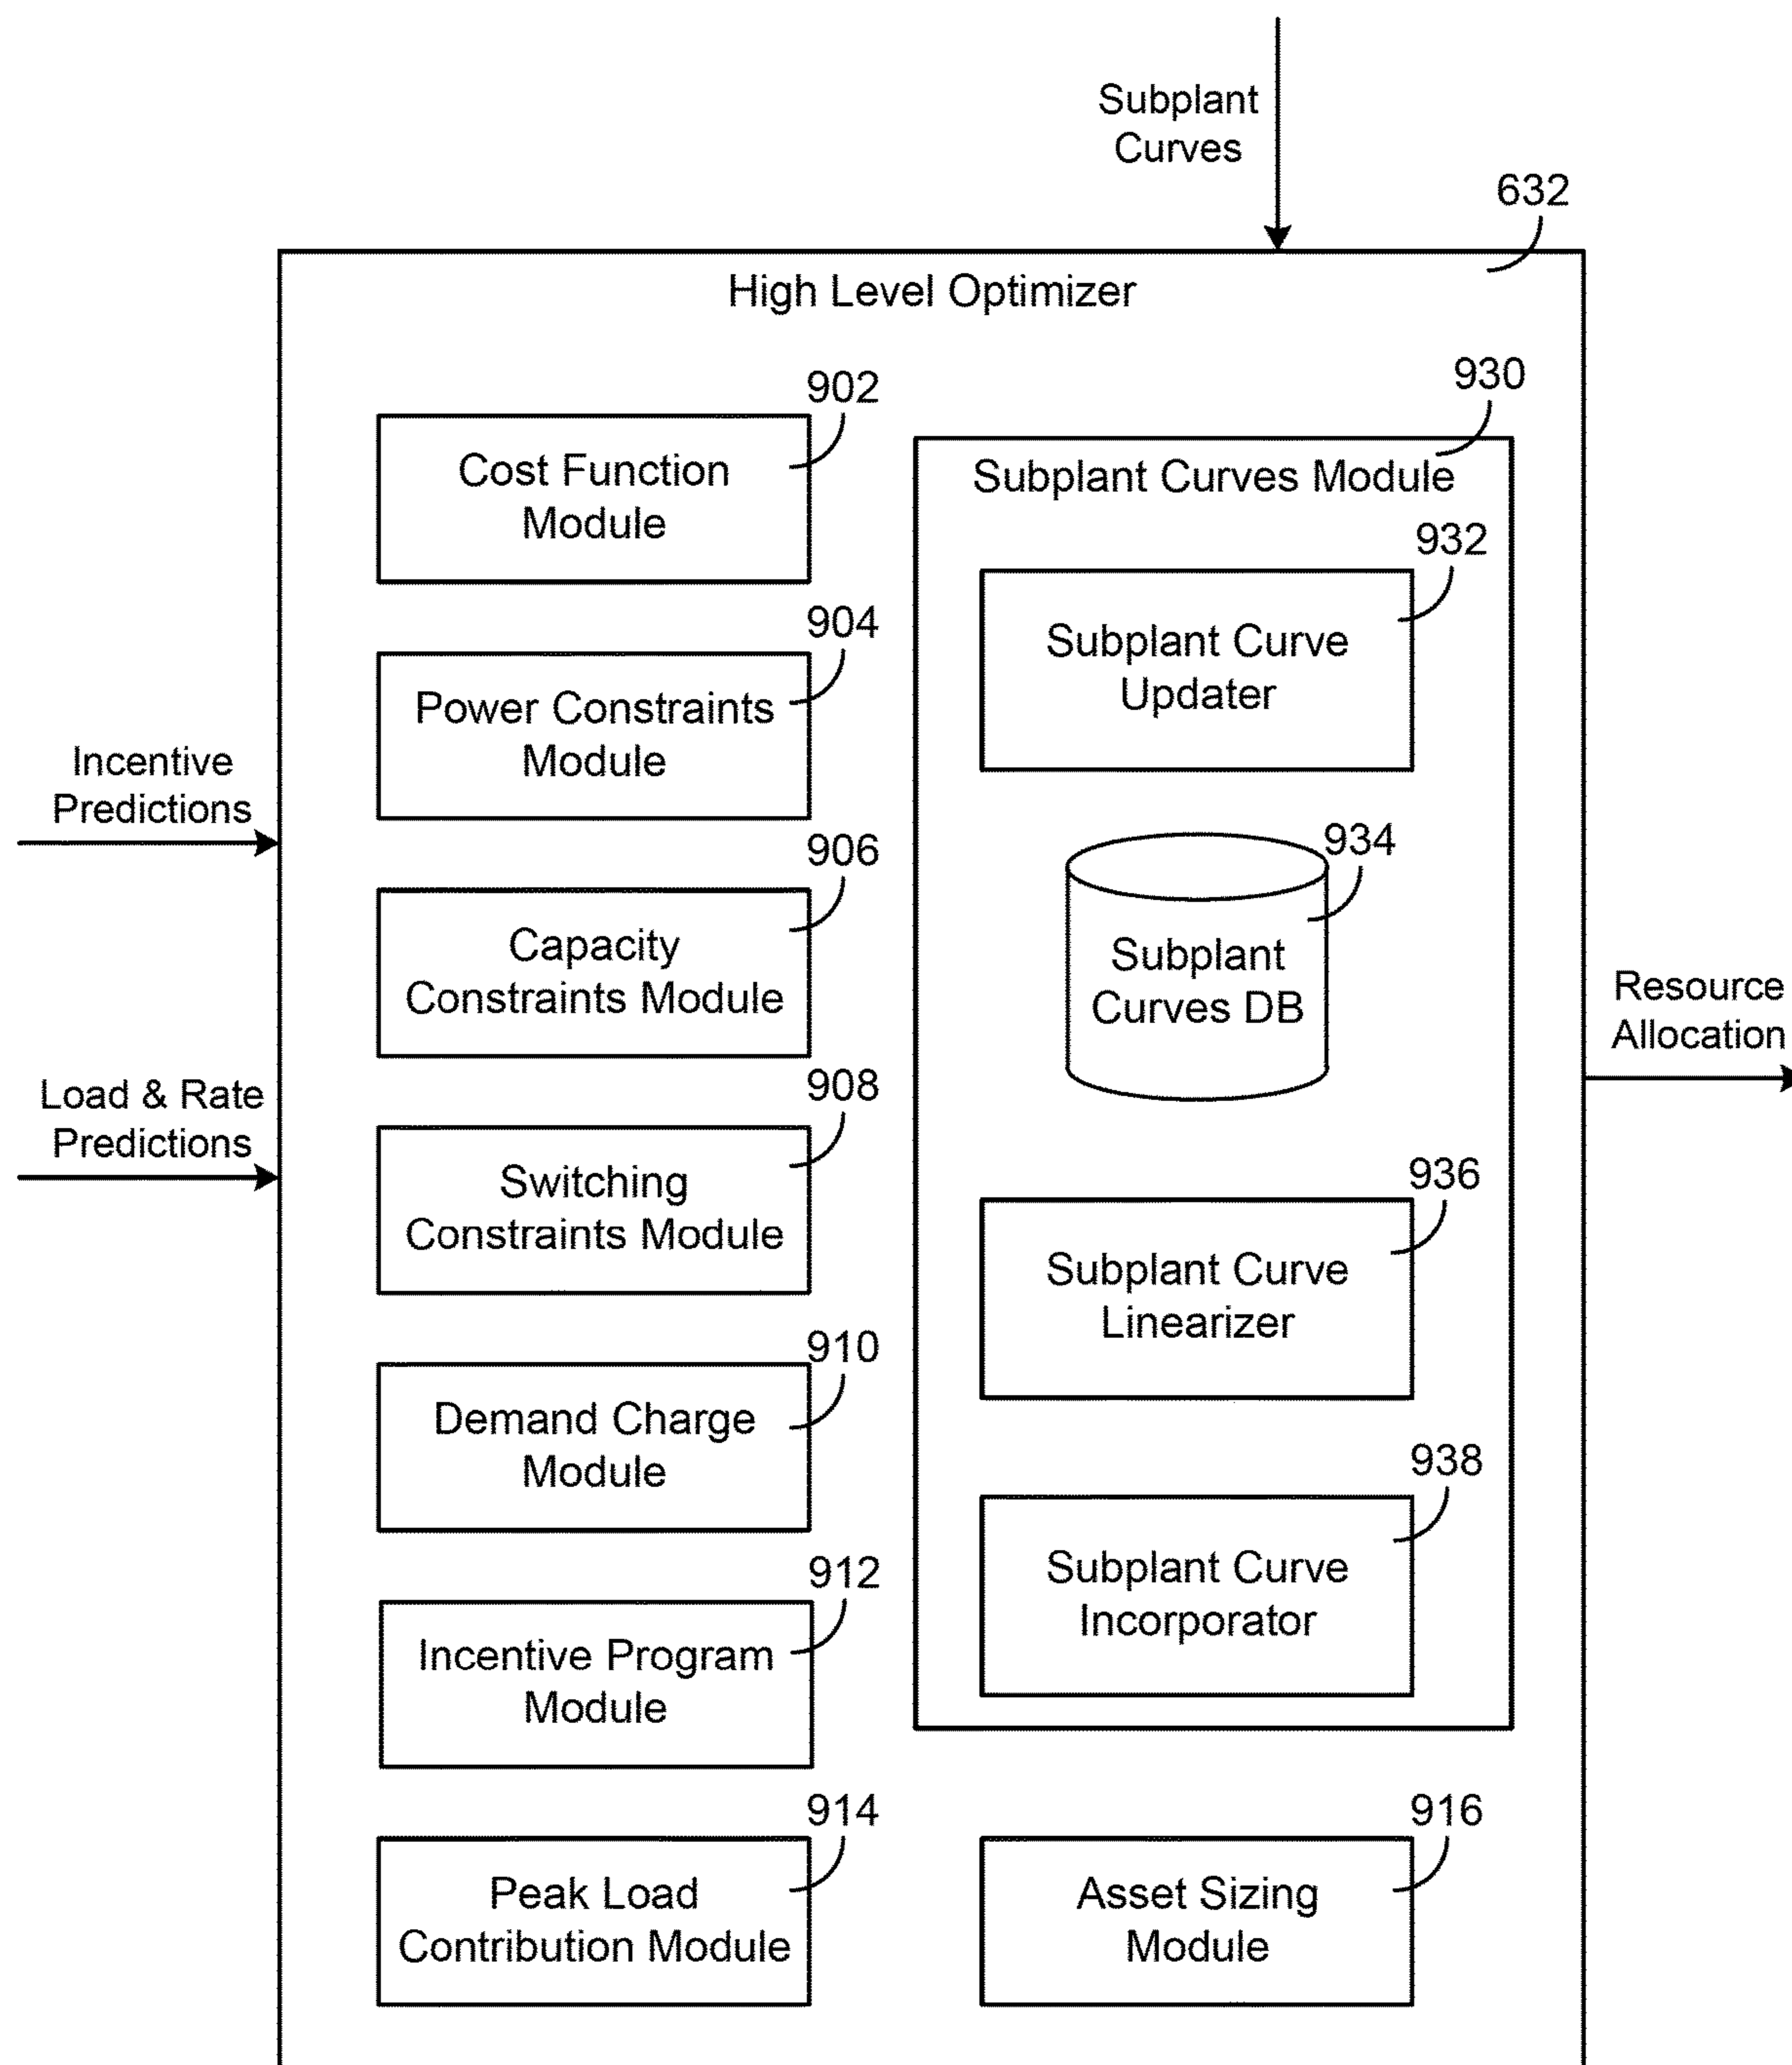 Subplant
Curves
632
High Level Optimizer
902
Cost Function
Module
904
Power Constraints
Module
906
Capacity
Constraints Module
908
Switching
Constraints Module
910
Demand Charge
Module
912
Incentive Program
Module
914
Peak Load
Contribution Module
930
Subplant Curves Module
932
Subplant Curve
Updater
934
Subplant
Curves DB
936
Subplant Curve
Linearizer
938
Subplant Curve
Incorporator
916
Asset Sizing
Module
Incentive
Predictions
Load & Rate
Predictions
Resource
Allocation